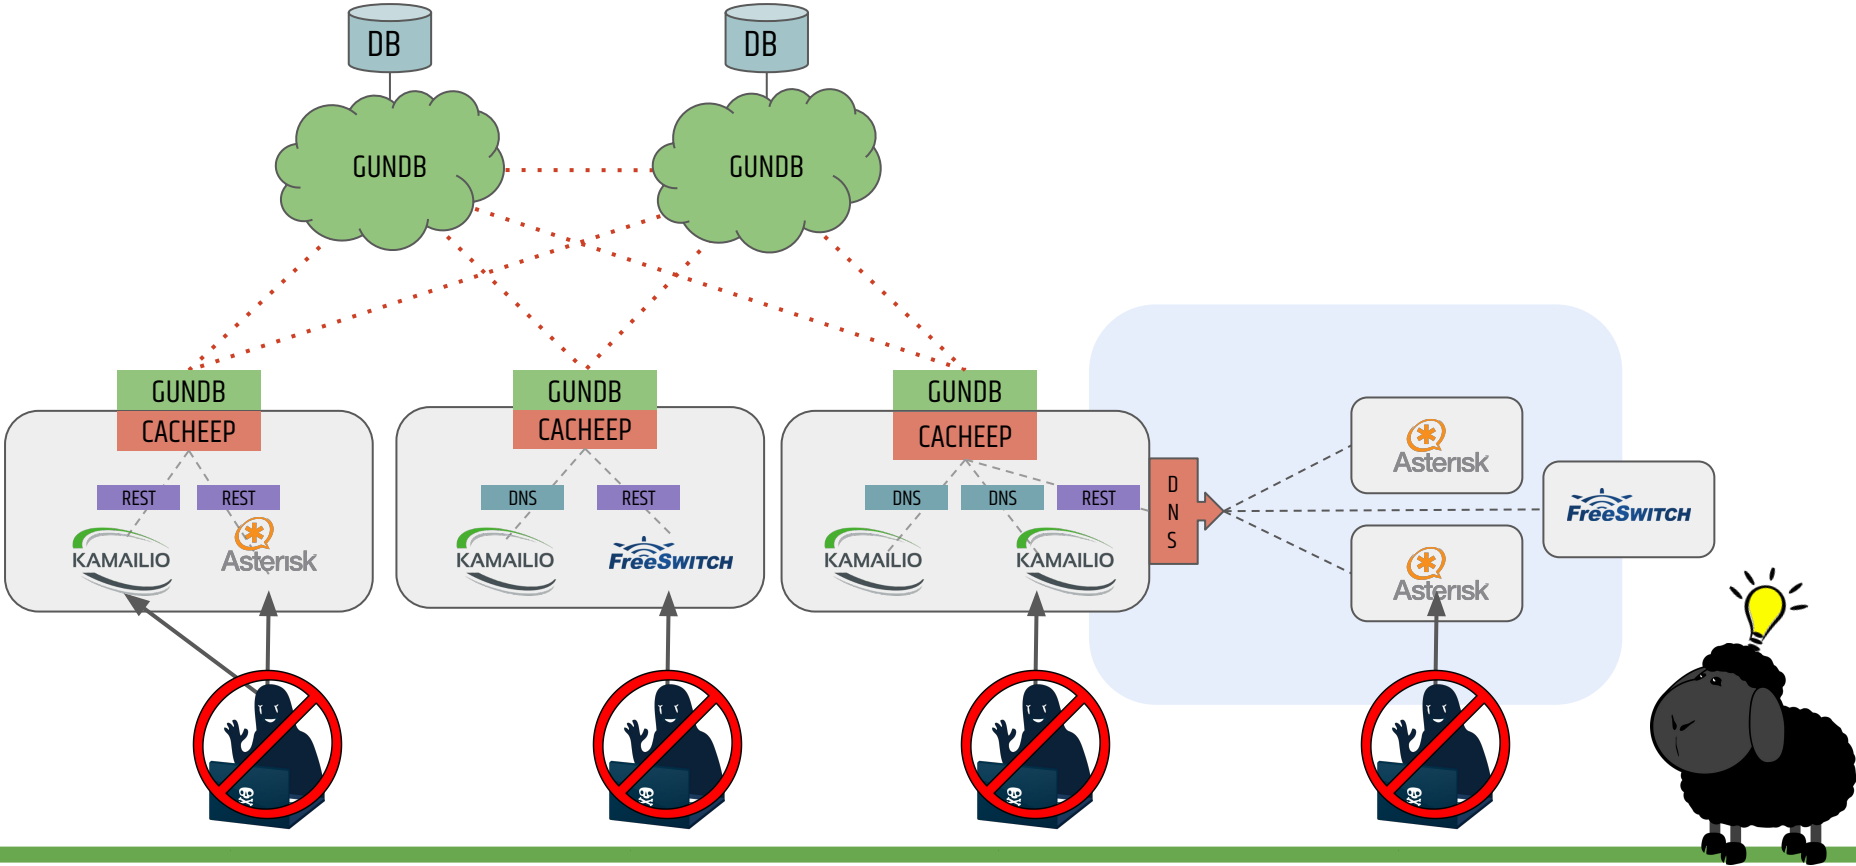 DB
DB
GUNDB
GUNDB
GUNDB
CACHEEP
REST
REST
KAMAILIO
Asterisk
GUNDB
CACHEEP
DNS
REST
KAMAILIO
FreeSWITCH
GUNDB
CACHEEP
DNS
DNS
REST
KAMAILIO
KAMAILIO
D
N
S
Asterisk
FreeSWITCH
Asterisk